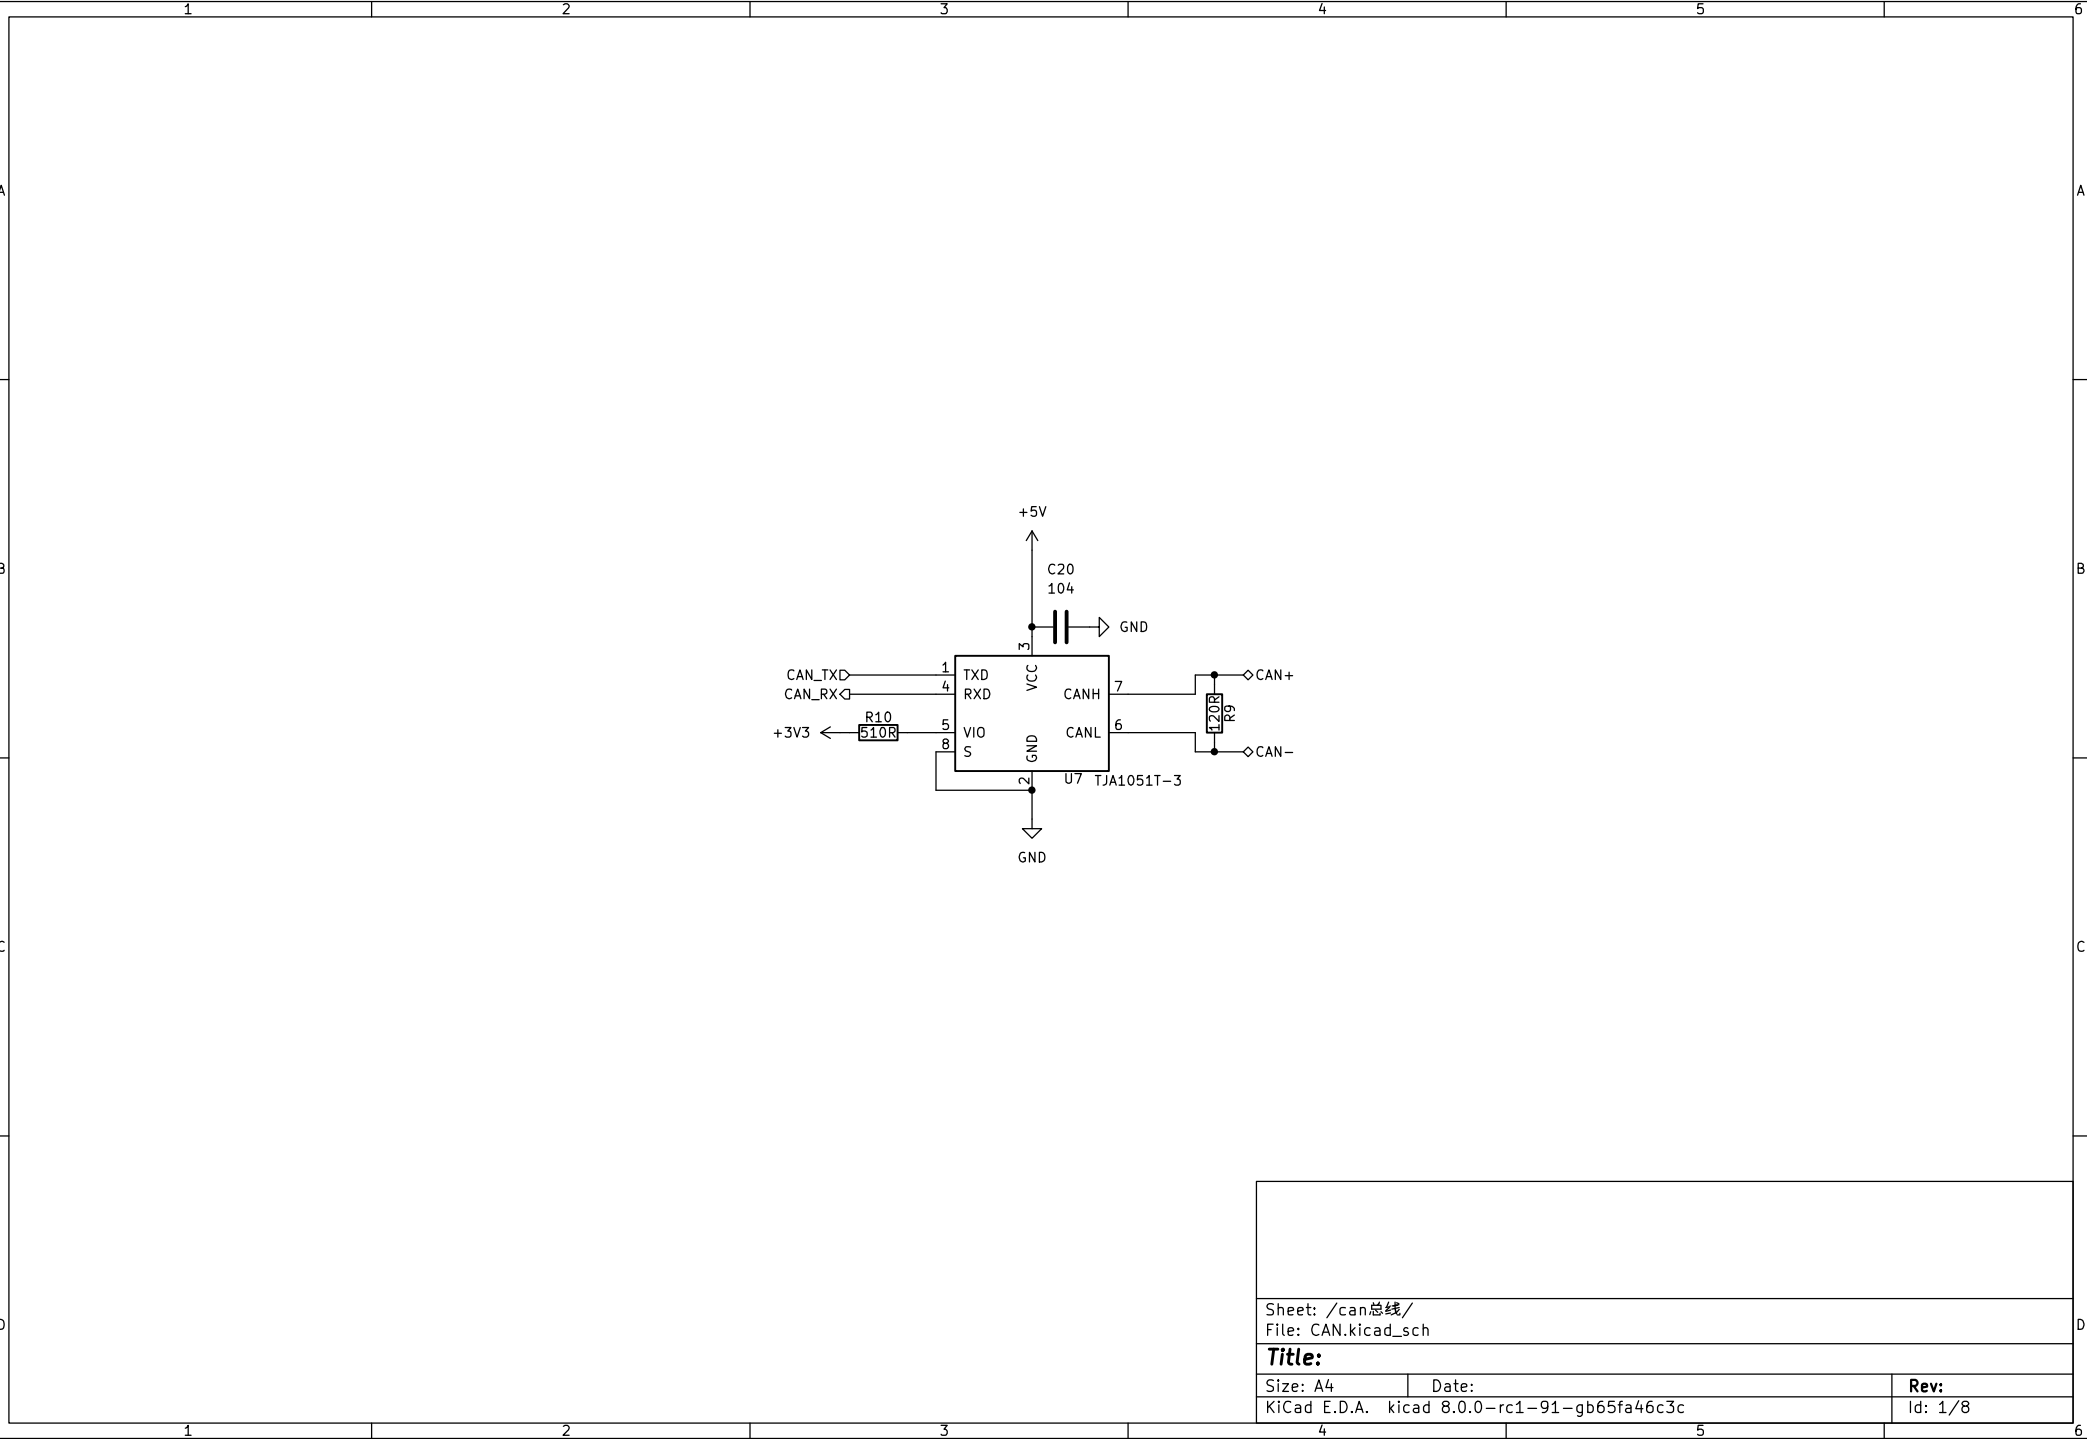 1 2 3 4 5 6
A A
+5V
B B
C20
104
GND
3
CAN_TX 1 TXD VCC CAN+
CAN_RX 4 RXD CANH 7
120R R9
R10
+3V3 510R 5 VIO GND CANL 6
8 S CAN-
2 U7 TJA1051T-3
GND
C C
Sheet: /can总线/
File: CAN.kicad_sch
D D
Title:
Size: A4 Date: Rev:
KiCad E.D.A. kicad 8.0.0-rc1-91-gb65fa46c3c Id: 1/8
1 2 3 4 5 6